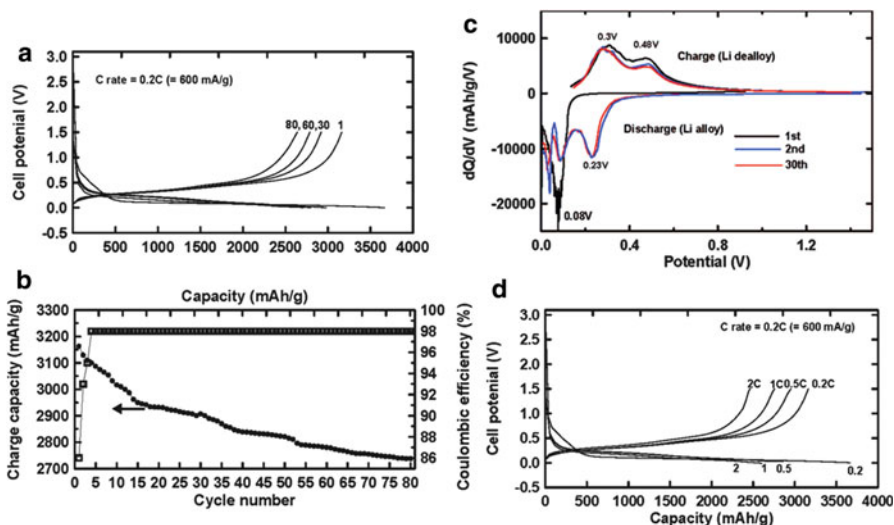 a
3.0
2.5
2.0
1.5
1.0
0.5
0.0
-0.5
Cell potential (V)
C rate = 0.2C (= 600 mA/g)
80, 60,30 1
0 500 1000 1500 2000 2500 3000 3500 4000
Capacity (mAh/g)
b
3300
3200
3100
3000
2900
2800
2700
Charge capacity (mAh/g)
100
98
96
94
92
90
88
86
Coulombic efficiency (%)
0 5 10 15 20 25 30 35 40 45 50 55 60 65 70 75 80
Cycle number
c
10000
0
-10000
-20000
dQ/dV (mAh/g/V)
0.3V
0.48V
Charge (Li dealloy)
Discharge (Li alloy)
0.23V
0.08V
1st
2nd
30th
0.0 0.4 0.8 1.2
Potential (V)
d
3.0
2.5
2.0
1.5
1.0
0.5
0.0
-0.5
Cell potenial (V)
C rate = 0.2C (= 600 mA/g)
2C 1C0.5C 0.2C
2 1 0.5 0.2
0 500 1000 1500 2000 2500 3000 3500 4000
Capacity (mAh/g)